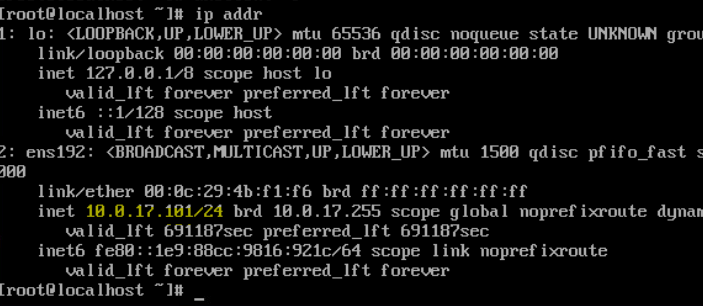 [root@localhost ~]# ip addr
1: lo: <LOOPBACK,UP,LOWER_UP> mtu 65536 qdisc noqueue state UNKNOWN grou
link/loopback 00:00:00:00:00:00 brd 00:00:00:00:00:00
inet 127.0.0.1/8 scope host lo
valid_lft forever preferred_lft forever
inet6 ::1/128 scope host
valid_lft forever preferred_lft forever
2: ens192: <BROADCAST,MULTICAST,UP,LOWER_UP> mtu 1500 qdisc pfifo_fast s
000
link/ether 00:0c:29:4b:f1:f6 brd ff:ff:ff:ff:ff:ff
inet 10.0.17.101/24 brd 10.0.17.255 scope global noprefixroute dynam
valid_lft 691187sec preferred_lft 691187sec
inet6 fe80::1e9:88cc:9816:921c/64 scope link noprefixroute
valid_lft forever preferred_lft forever
[root@localhost ~]# _